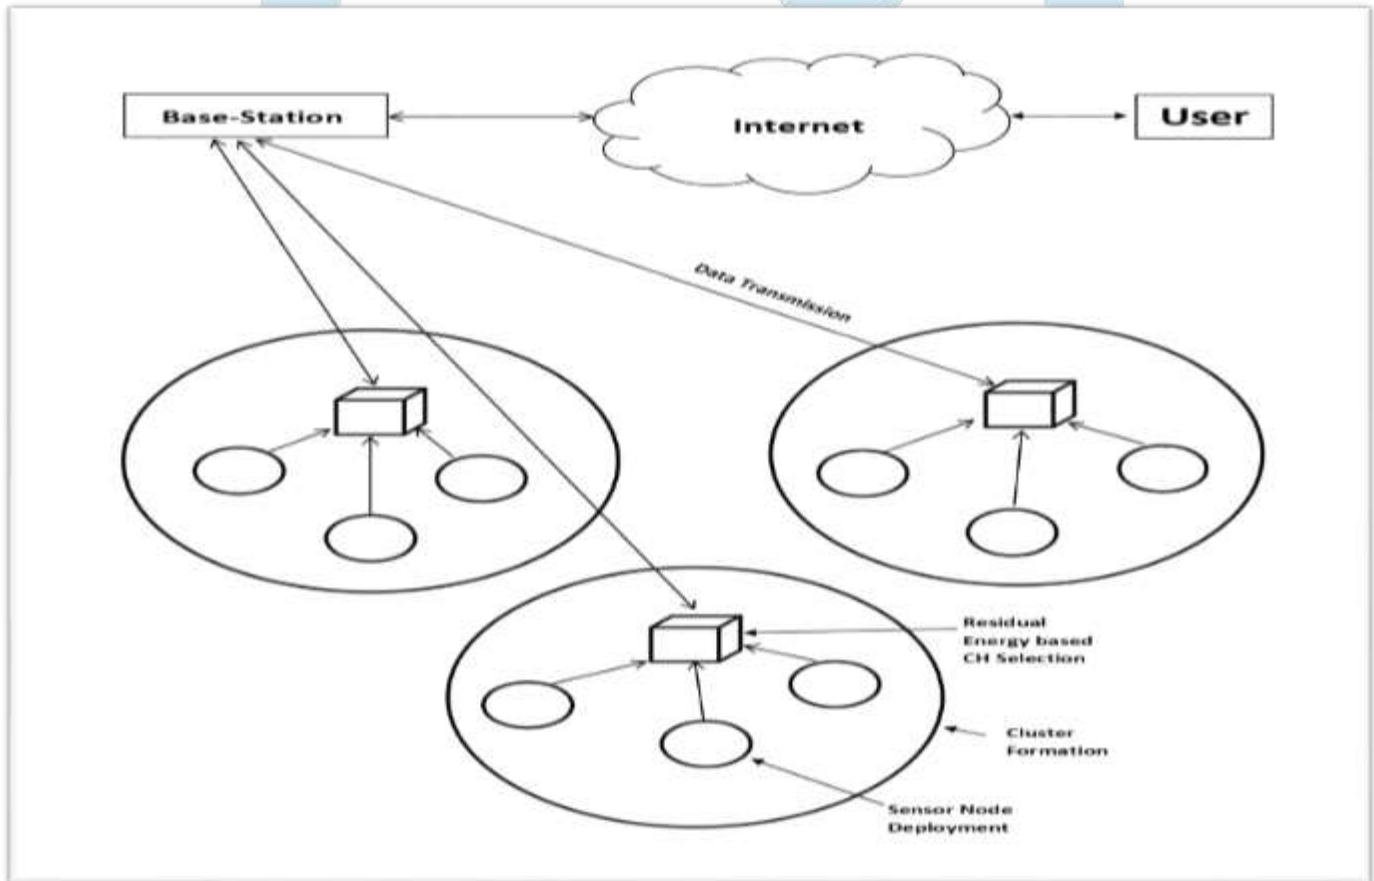 Base-Station
Internet
User
Data Transmission
Residual
Energy based
CH Selection
Cluster
Formation
Sensor Node
Deployment